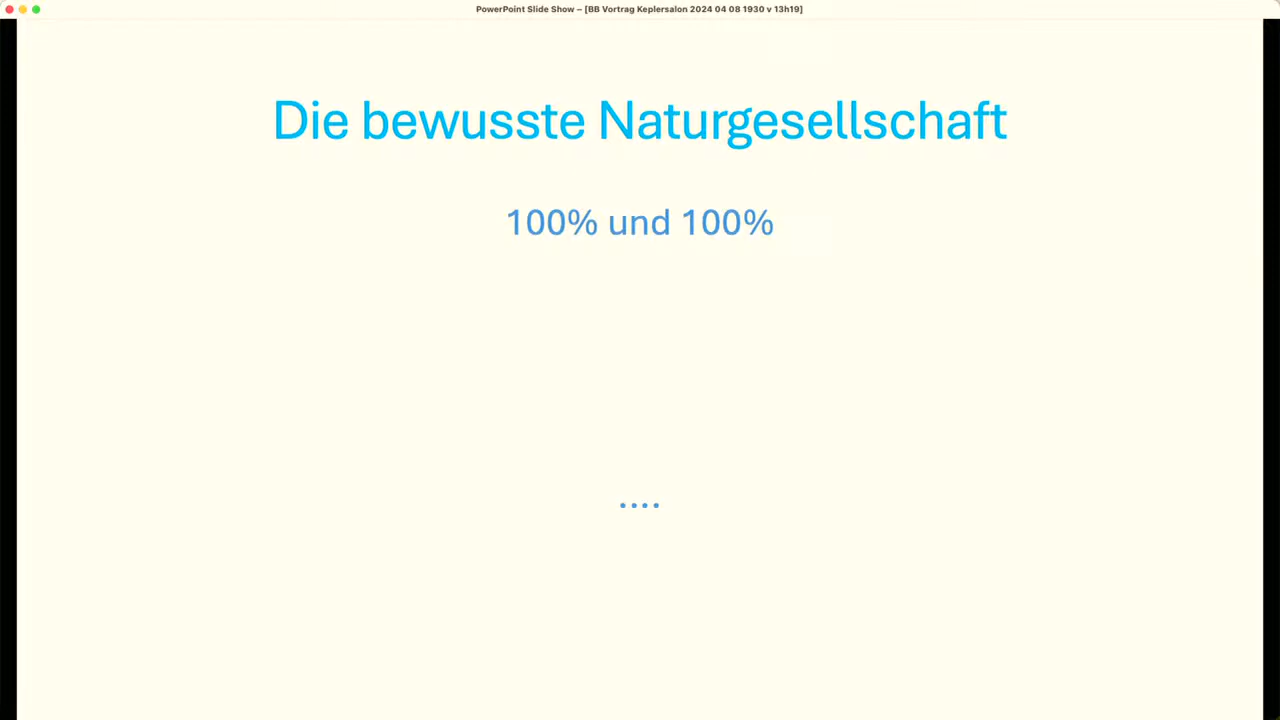 PowerPoint Slide Show – [BB Vortrag Keplersalon 2024 04 08 1930 v 13h19]
Die bewusste Naturgesellschaft
100% und 100%
....